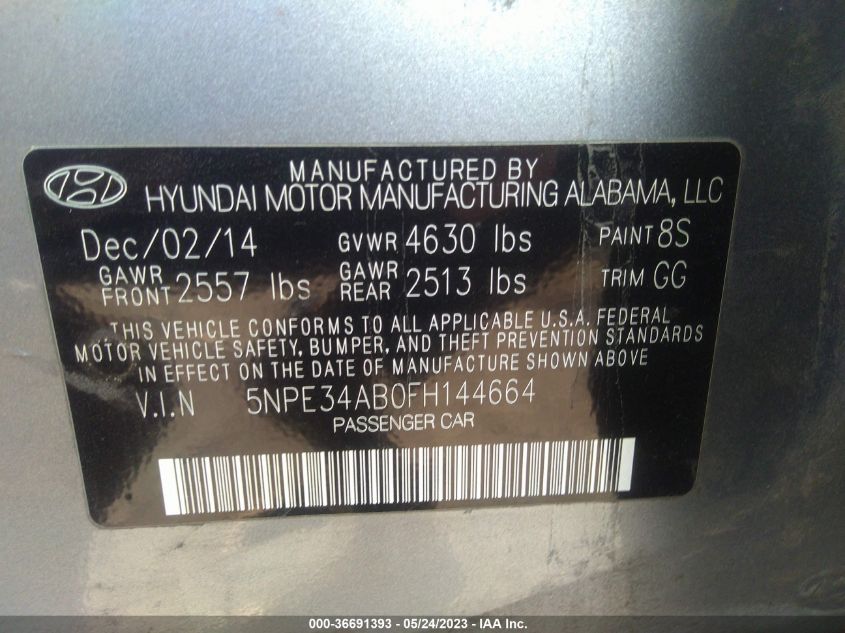 MANUFACTURED BY
HYUNDAI MOTOR MANUFACTURING ALABAMA, LLC
Dec/02/14 GVWR 4630 lbs PAINT 8S
GAWR FRONT 2557 lbs GAWR REAR 2513 lbs TRIM GG
THIS VEHICLE CONFORMS TO ALL APPLICABLE U.S.A. FEDERAL
MOTOR VEHICLE SAFETY, BUMPER, AND THEFT PREVENTION STANDARDS
IN EFFECT ON THE DATE OF MANUFACTURE SHOWN ABOVE
V.I.N 5NPE34AB0FH144664
PASSENGER CAR
000-36691393 - 05/24/2023 - IAA Inc.